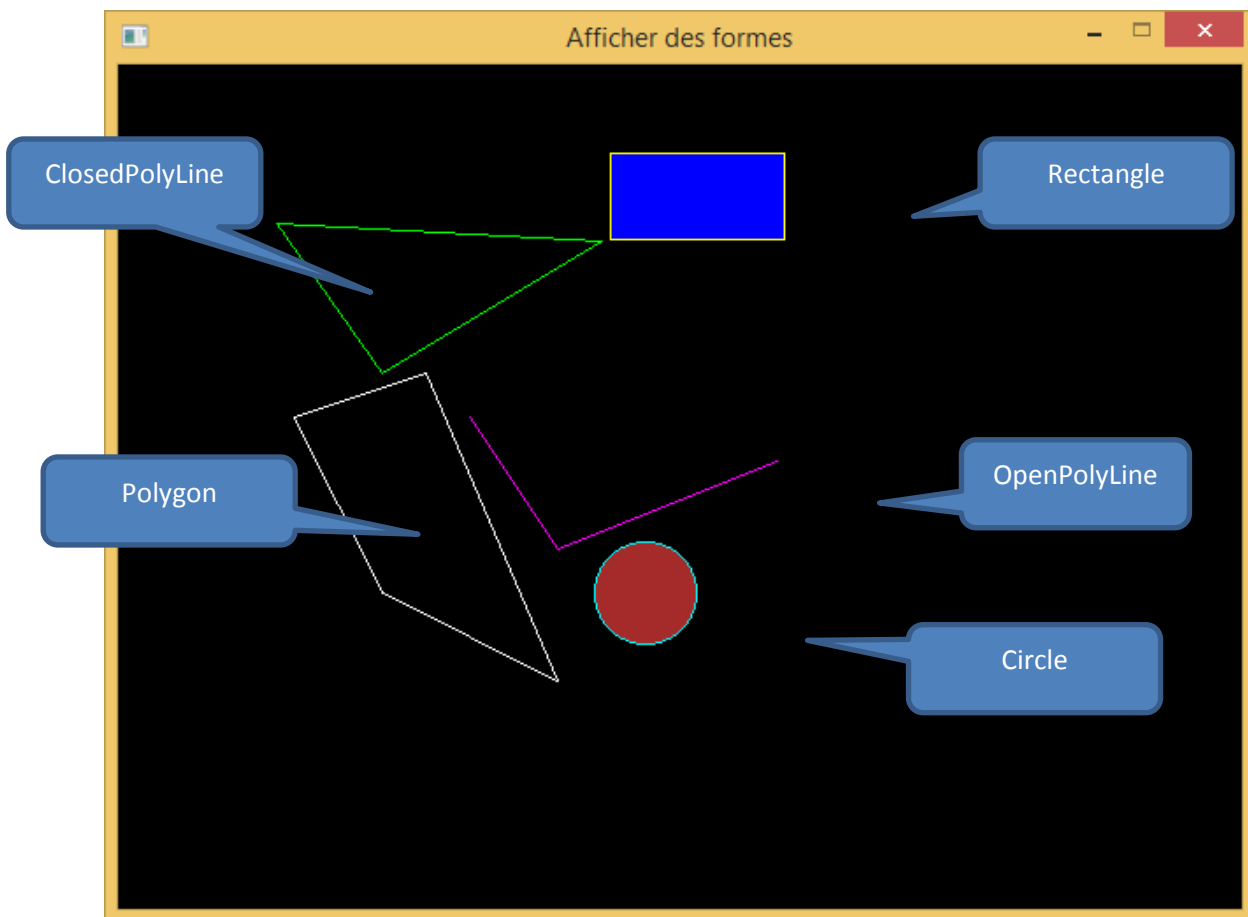 Afficher des formes
ClosedPolyLine
Rectangle
Polygon
OpenPolyLine
Circle